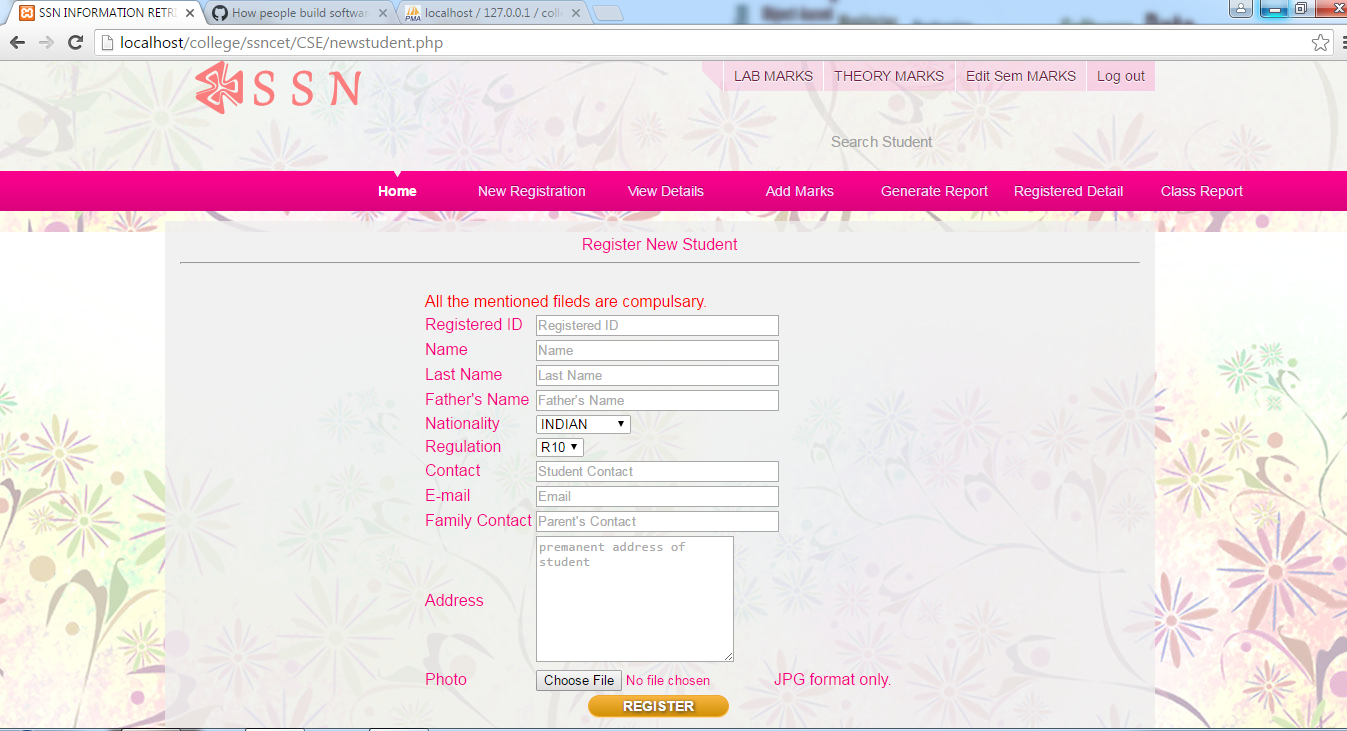 SSN INFORMATION RETRI
How people build softwar
localhost / 127.0.0.1 / coll
localhost/college/ssncet/CSE/newstudent.php
SSN
LAB MARKS THEORY MARKS Edit Sem MARKS Log out
Search Student
Home New Registration View Details Add Marks Generate Report Registered Detail Class Report
Register New Student
All the mentioned fileds are compulsary.
Registered ID Registered ID
Name Name
Last Name Last Name
Father's Name Father's Name
Nationality INDIAN
Regulation R10
Contact Student Contact
E-mail Email
Family Contact Parent's Contact
premanent address of
student
Address
Photo Choose File No file chosen JPG format only.
REGISTER